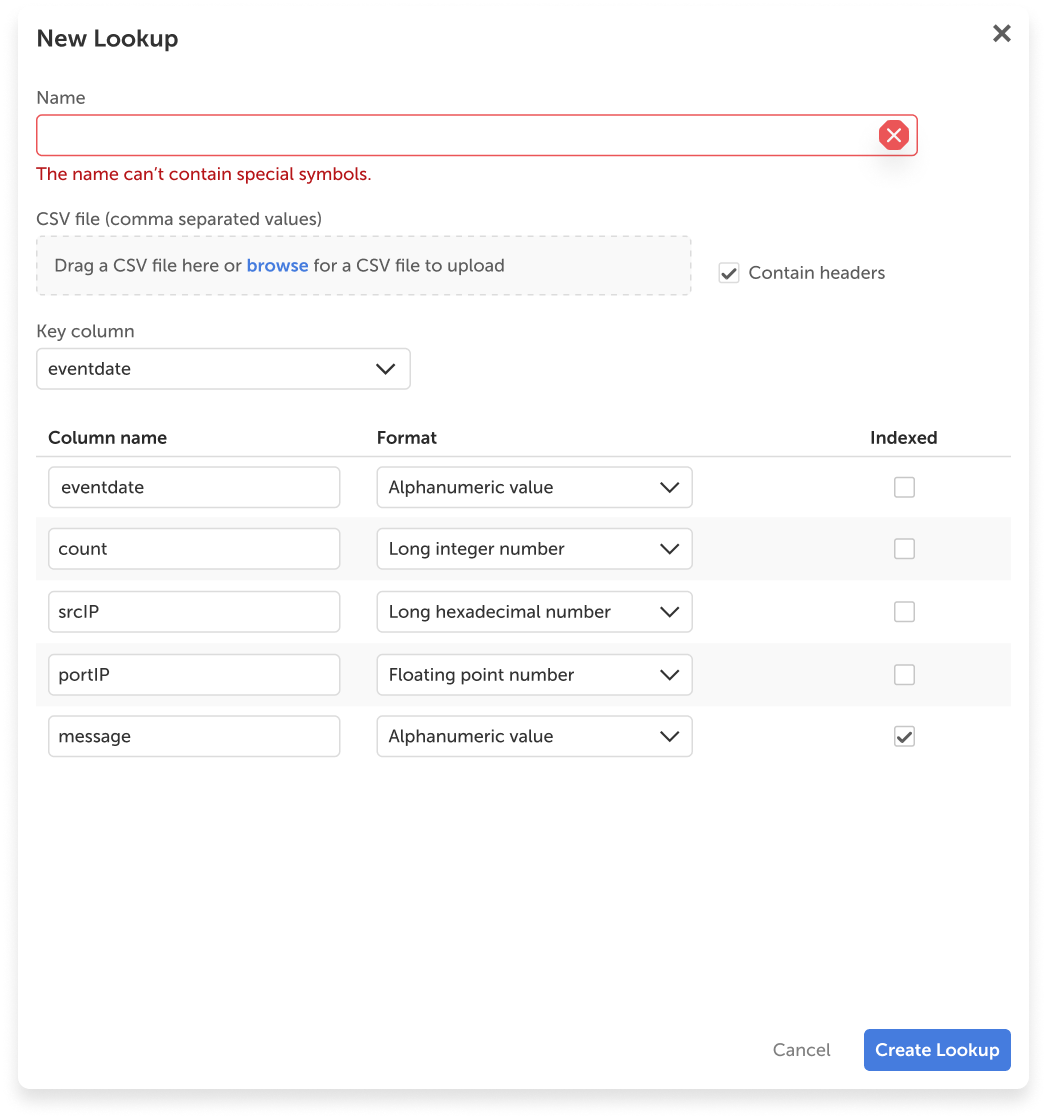 New Lookup
Name
The name can't contain special symbols.
CSV file (comma separated values)
Drag a CSV file here or browse for a CSV file to upload
Contain headers
Key column
eventdate
Column name Format Indexed
eventdate Alphanumeric value
count Long integer number
srcIP Long hexadecimal number
portIP Floating point number
message Alphanumeric value
Cancel Create Lookup